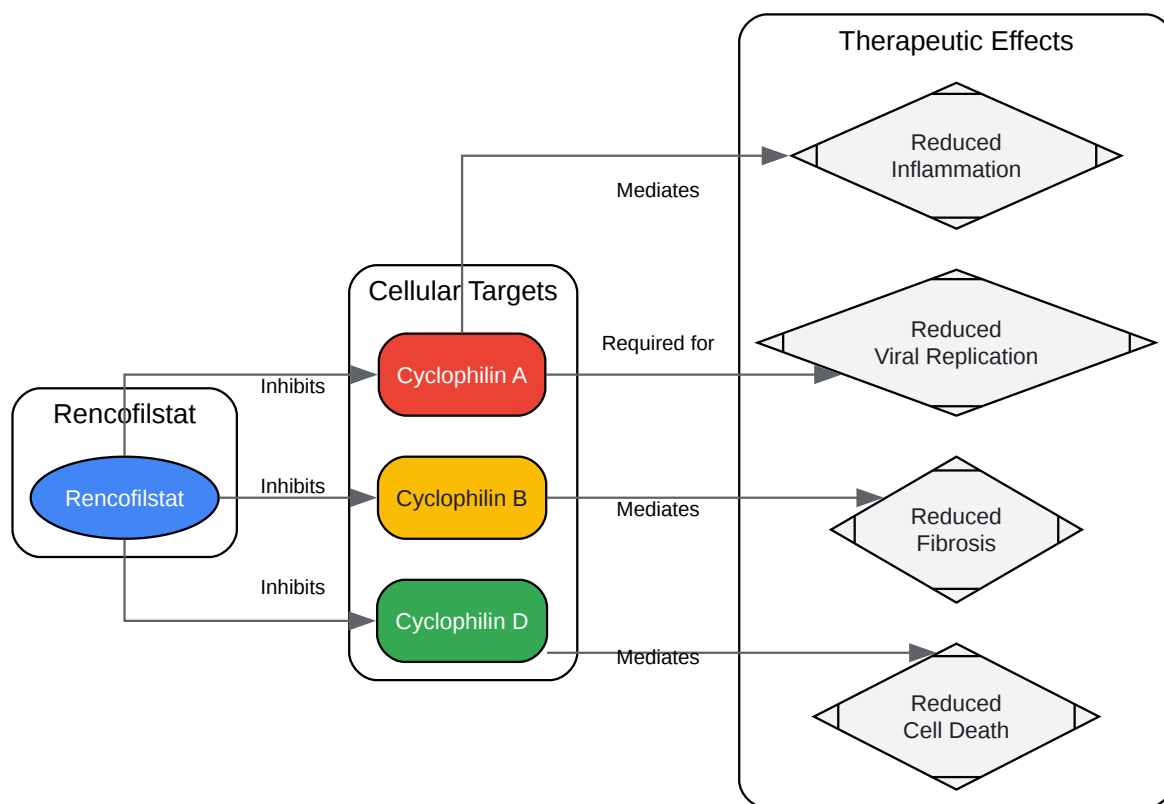 Therapeutic Effects
Reduced
Inflammation
Mediates
Cellular Targets
Reduced
Viral Replication
Required for
Cyclophilin A
Inhibits
Rencofilstat
Rencofilstat
Inhibits
Cyclophilin B
Mediates
Reduced
Fibrosis
Inhibits
Cyclophilin D
Mediates
Reduced
Cell Death